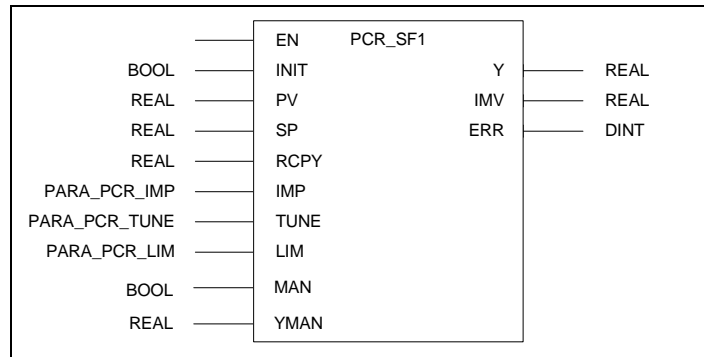 EN PCR_SF1
BOOL INIT Y REAL
REAL PV IMV REAL
REAL SP ERR DINT
REAL RCPY
PARA_PCR_IMP IMP
PARA_PCR_TUNE TUNE
PARA_PCR_LIM LIM
BOOL MAN
REAL YMAN